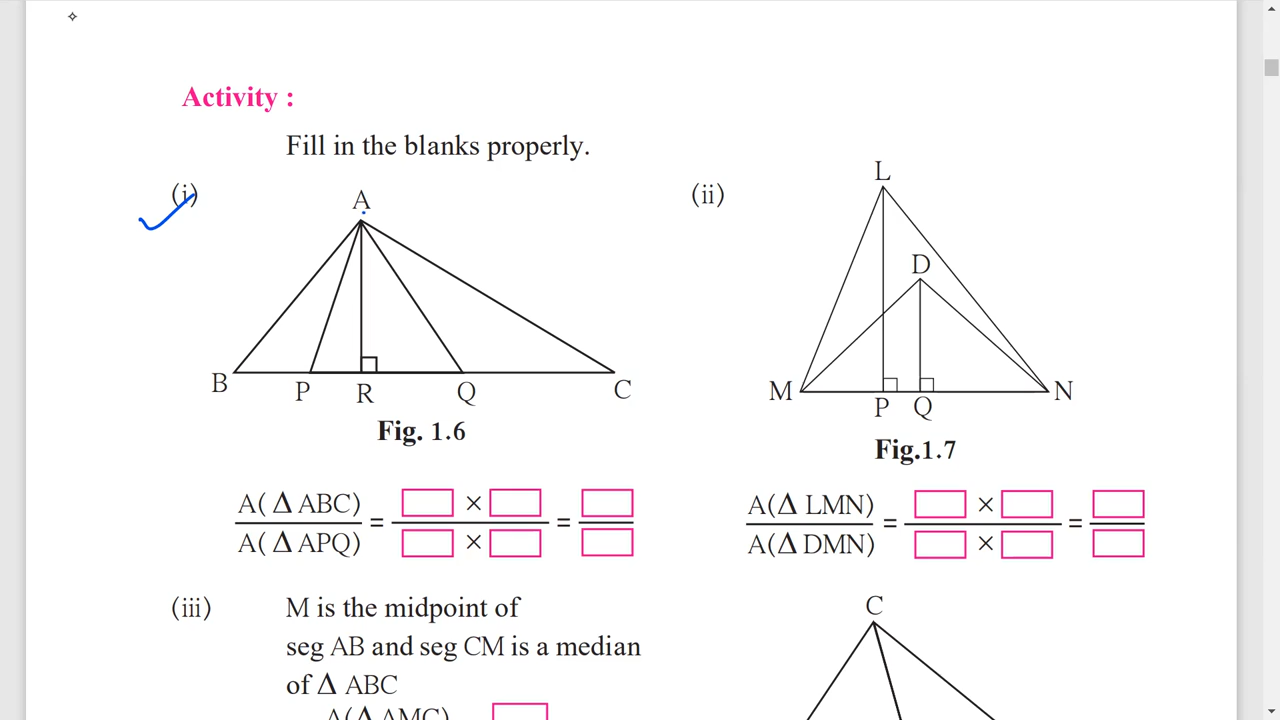 Activity :
Fill in the blanks properly.
(i)
A
B P R Q C
Fig. 1.6
A( Δ ABC) / A( Δ APQ) = □ × □ / □ × □ = □ / □
(ii)
L
D
M P Q N
Fig.1.7
A(Δ LMN) / A(Δ DMN) = □ × □ / □ × □ = □ / □
(iii) M is the midpoint of
seg AB and seg CM is a median
of Δ ABC
A(Δ AMC)
C